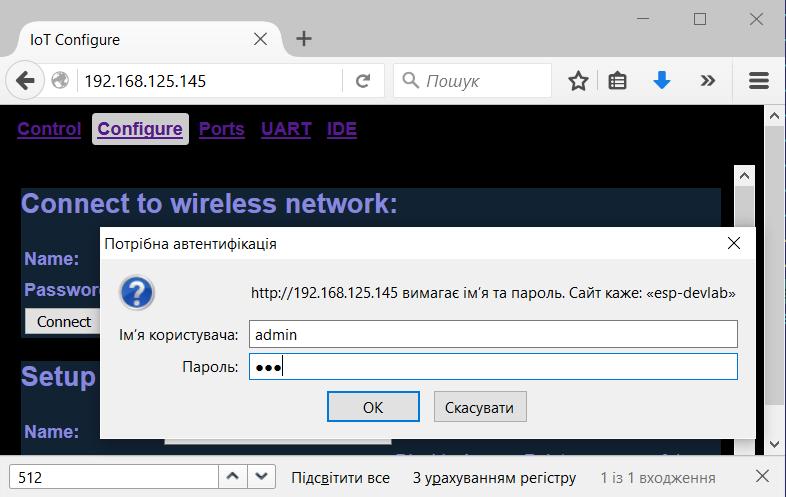 IoT Configure
192.168.125.145
Пошук
Control Configure Ports UART IDE
Connect to wireless network:
Потрібна автентифікація
Name:
http://192.168.125.145 вимагає ім’я та пароль. Сайт каже: «esp-devlab»
Password
Connect
Ім’я користувача: admin
Пароль: ●●●
Setup
OK Скасувати
Name:
512 Підсвітити все З урахуванням регістру 1 із 1 входження